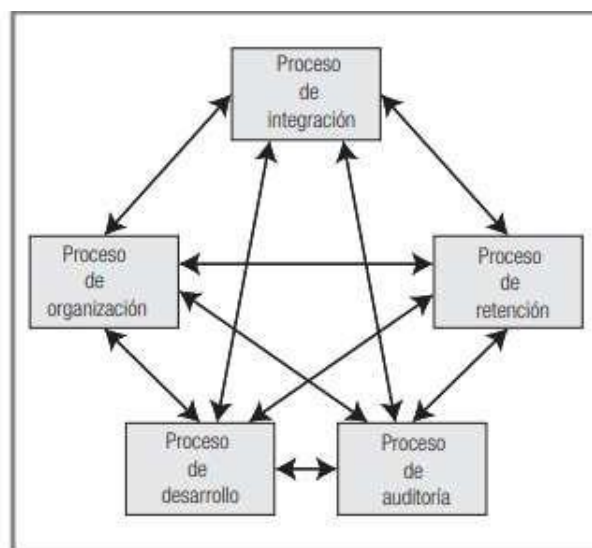 Proceso
de
integración
Proceso
de
organización
Proceso
de
retención
Proceso
de
desarrollo
Proceso
de
auditoría